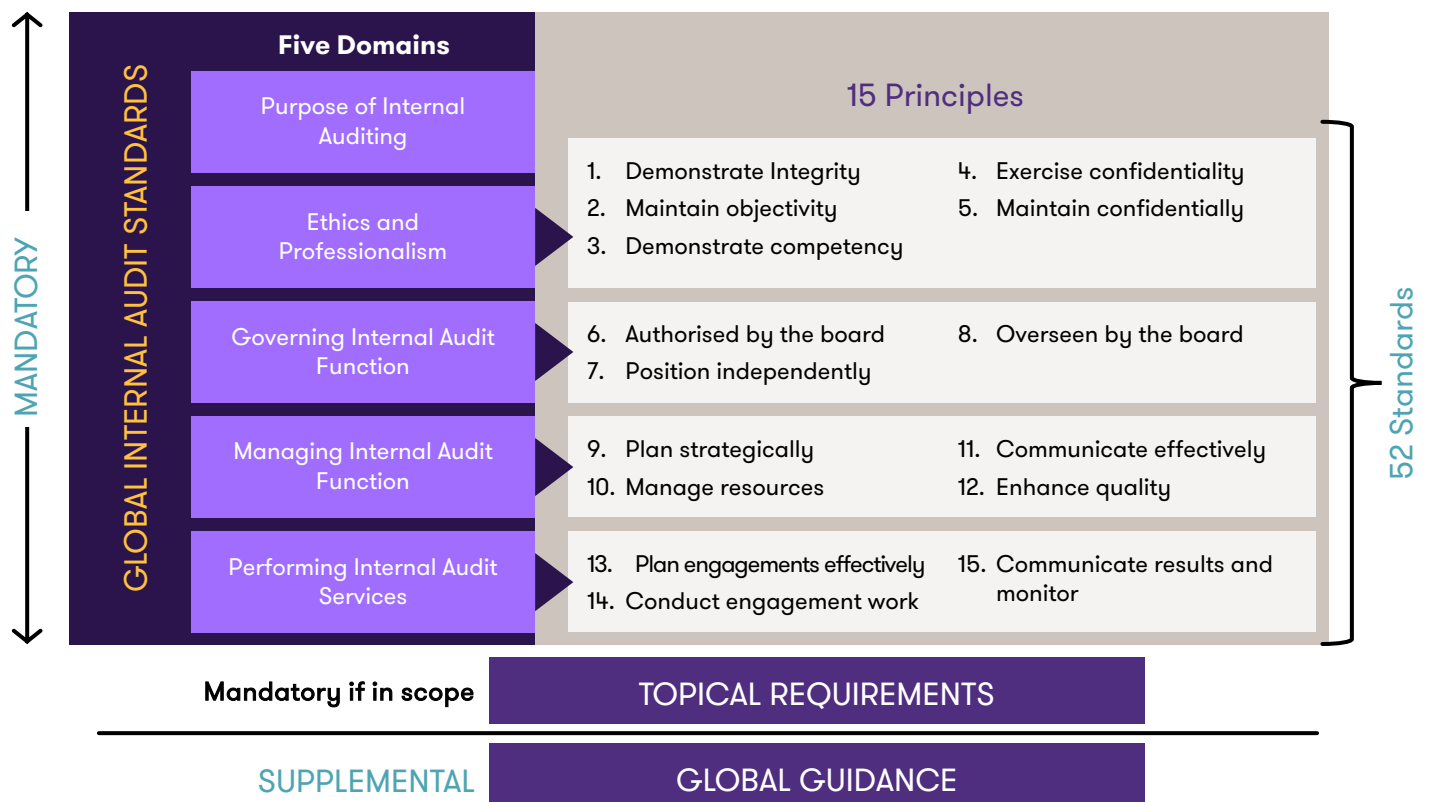 MANDATORY
GLOBAL INTERNAL AUDIT STANDARDS
Five Domains
Purpose of Internal
Auditing
Ethics and
Professionalism
Governing Internal Audit
Function
Managing Internal Audit
Function
Performing Internal Audit
Services
15 Principles
1. Demonstrate Integrity
2. Maintain objectivity
3. Demonstrate competency
4. Exercise confidentiality
5. Maintain confidentially
6. Authorised by the board
7. Position independently
8. Overseen by the board
9. Plan strategically
10. Manage resources
11. Communicate effectively
12. Enhance quality
13. Plan engagements effectively
14. Conduct engagement work
15. Communicate results and
monitor
52 Standards
Mandatory if in scope
TOPICAL REQUIREMENTS
SUPPLEMENTAL
GLOBAL GUIDANCE